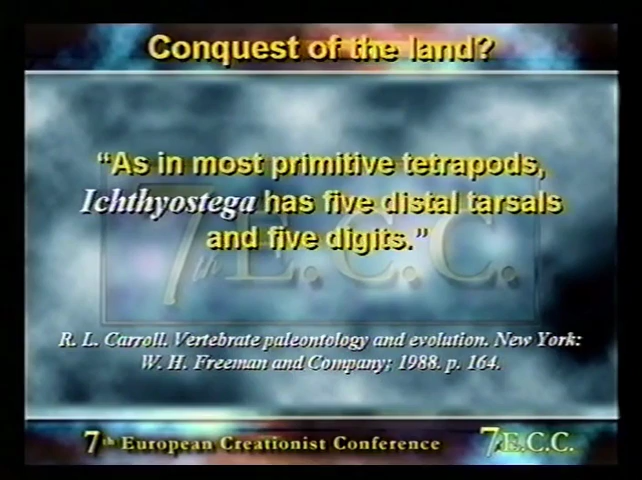 Conquest of the land?
“As in most primitive tetrapods,
Ichthyostega has five distal tarsals
and five digits.”
7th E.C.C.
R. L. Carroll. Vertebrate paleontology and evolution. New York:
W. H. Freeman and Company; 1988. p. 164.
7th European Creationist Conference
7E.C.C.